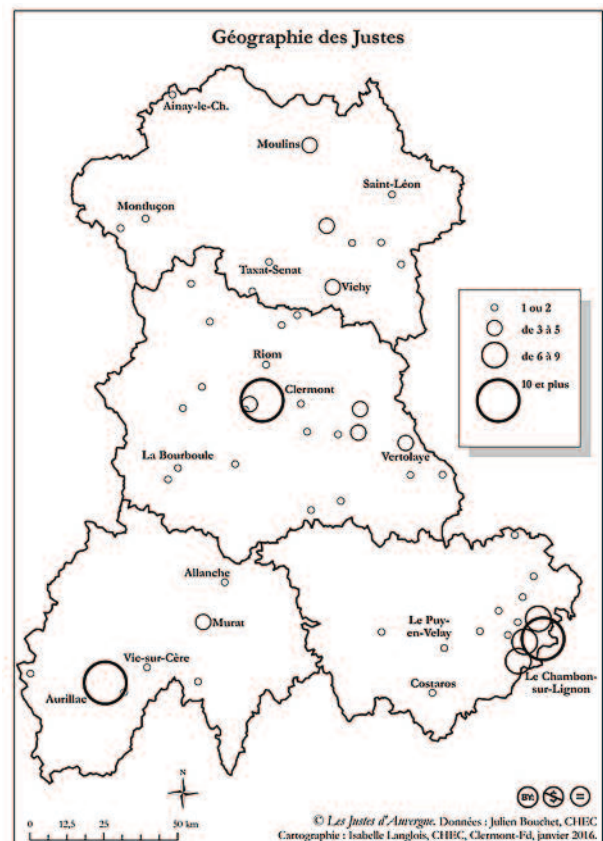 Géographie des Justes
Ainay-le-Ch.
Moulins
Saint-Léon
Montluçon
Taxat-Senat
Vichy
1 ou 2
de 3 à 5
de 6 à 9
10 et plus
Riom
Clermont
La Bourboule
Vertolaye
Allanche
Murat
Le Puy-
en-Velay
Vic-sur-Cère
Aurillac
Costaros
Le Chambon-
sur-Lignon
N
0 12,5 25 50 km
BY: $ =
© Les Justes d'Auvergne. Données : Julien Bouchet, CHEC
Cartographie : Isabelle Langlois, CHEC, Clermont-Fd, janvier 2016.